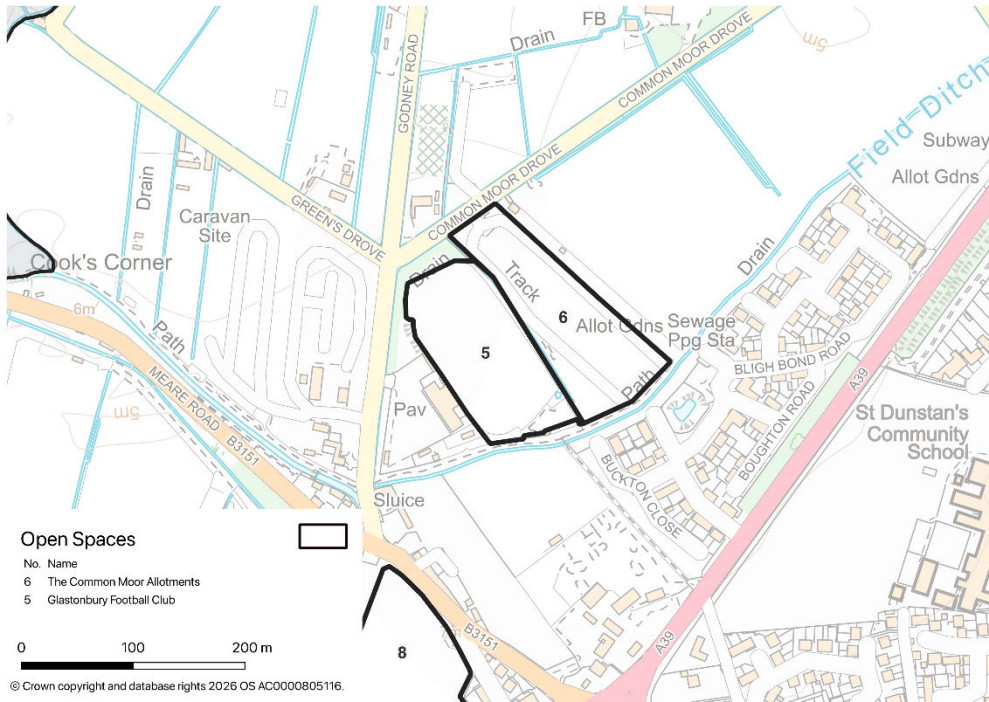 FB
Drain
COMMON MOOR DROVE
5m
GODNEY ROAD
Field Ditch
Subway
Allot Gdns
Drain
Caravan
Site
GREEN'S DROVE
COMMON MOOR DROVE
Cook's Corner
Drain
Drain
Track
6m
Path
6
Allot Gdns
Sewage
Ppg Sta
5
BLIGH BOND ROAD
A39
MEARE ROAD
5m
B3151
Pav
Path
BOUGHTON ROAD
St Dunstan's
Community
School
BUCKTON CLOSE
Sluice
Open Spaces
No. Name
6 The Common Moor Allotments
5 Glastonbury Football Club
0 100 200 m
© Crown copyright and database rights 2026 OS AC0000805116.
8
B3151
A39